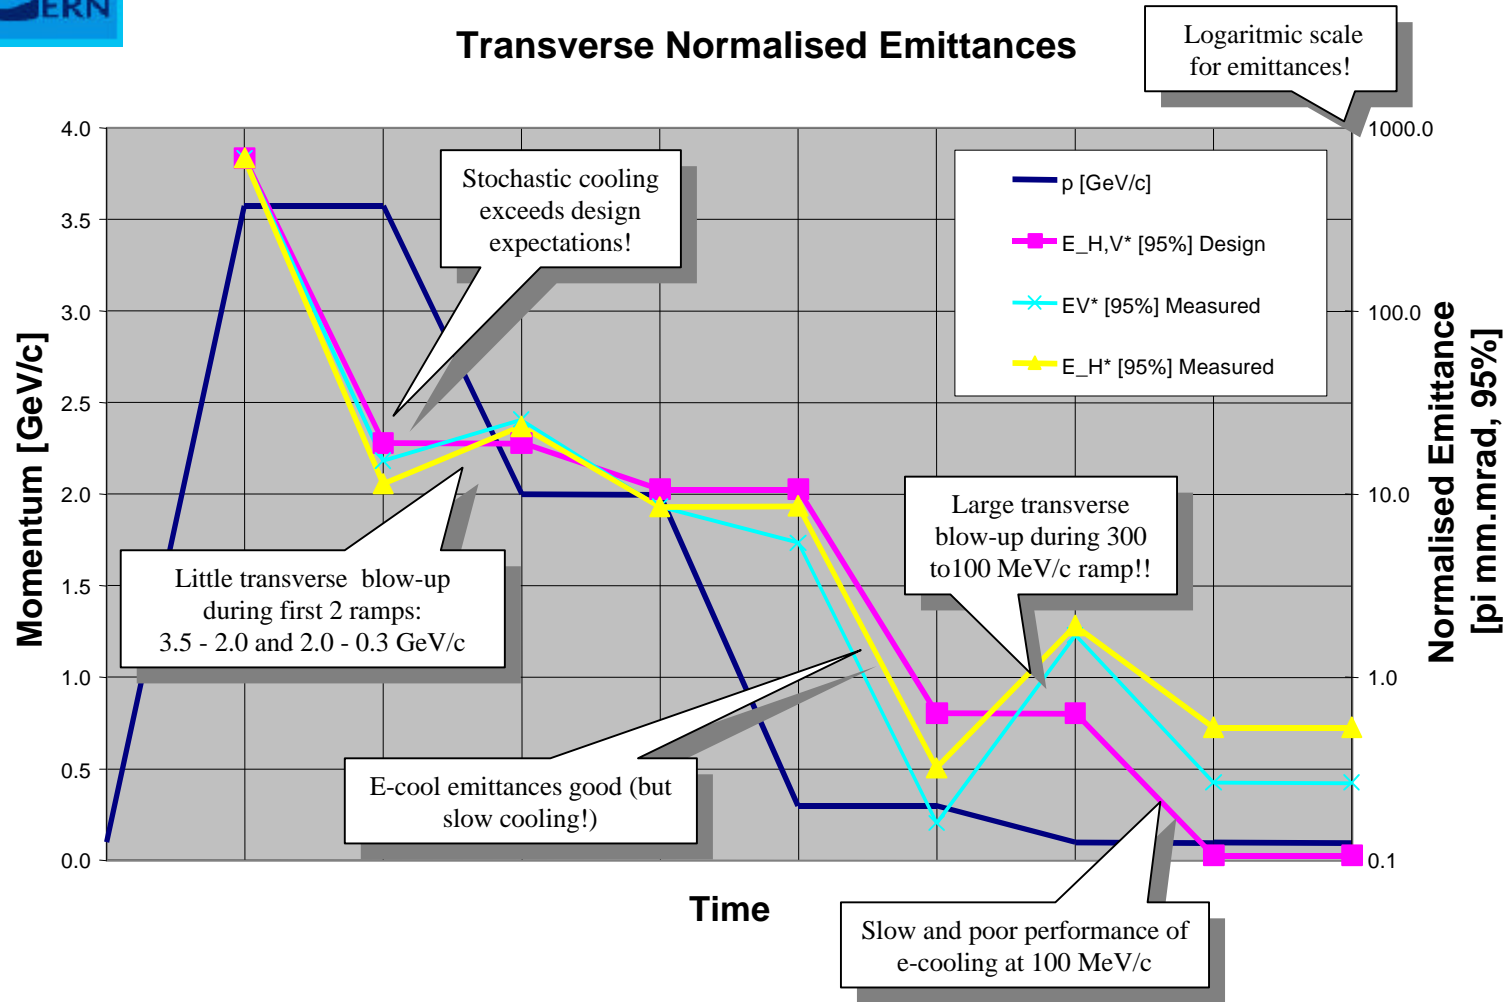 ERN
Transverse Normalised Emittances
Logaritmic scale
for emittances!
4.0
3.5
3.0
2.5
2.0
1.5
1.0
0.5
0.0
Momentum [GeV/c]
1000.0
100.0
10.0
1.0
0.1
Normalised Emittance
[pi mm.mrad, 95%]
Time
p [GeV/c]
E_H,V* [95%] Design
EV* [95%] Measured
E_H* [95%] Measured
Stochastic cooling
exceeds design
expectations!
Little transverse blow-up
during first 2 ramps:
3.5 - 2.0 and 2.0 - 0.3 GeV/c
Large transverse
blow-up during 300
to100 MeV/c ramp!!
E-cool emittances good (but
slow cooling!)
Slow and poor performance of
e-cooling at 100 MeV/c